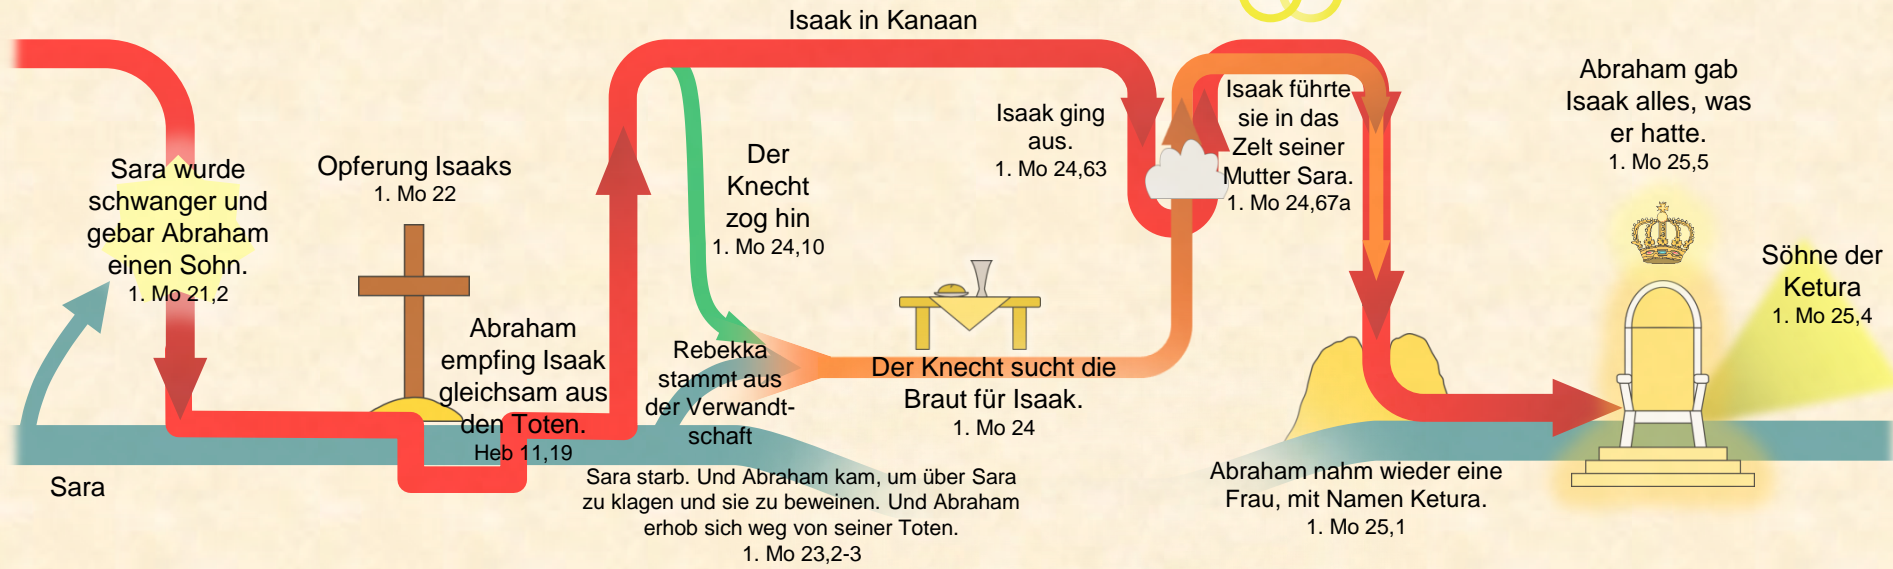 Isaak in Kanaan
Sara wurde
schwanger und
gebar Abraham
einen Sohn.
1. Mo 21,2
Sara
Opferung Isaaks
1. Mo 22
Abraham
empfing Isaak
gleichsam aus
den Toten.
Heb 11,19
Der
Knecht
zog hin
1. Mo 24,10
Rebekka
stammt aus
der Verwandt-
schaft
Sara starb. Und Abraham kam, um über Sara
zu klagen und sie zu beweinen. Und Abraham
erhob sich weg von seiner Toten.
1. Mo 23,2-3
Der Knecht sucht die
Braut für Isaak.
1. Mo 24
Isaak ging
aus.
1. Mo 24,63
Isaak führte
sie in das
Zelt seiner
Mutter Sara.
1. Mo 24,67a
Abraham nahm wieder eine
Frau, mit Namen Ketura.
1. Mo 25,1
Abraham gab
Isaak alles, was
er hatte.
1. Mo 25,5
Söhne der
Ketura
1. Mo 25,4